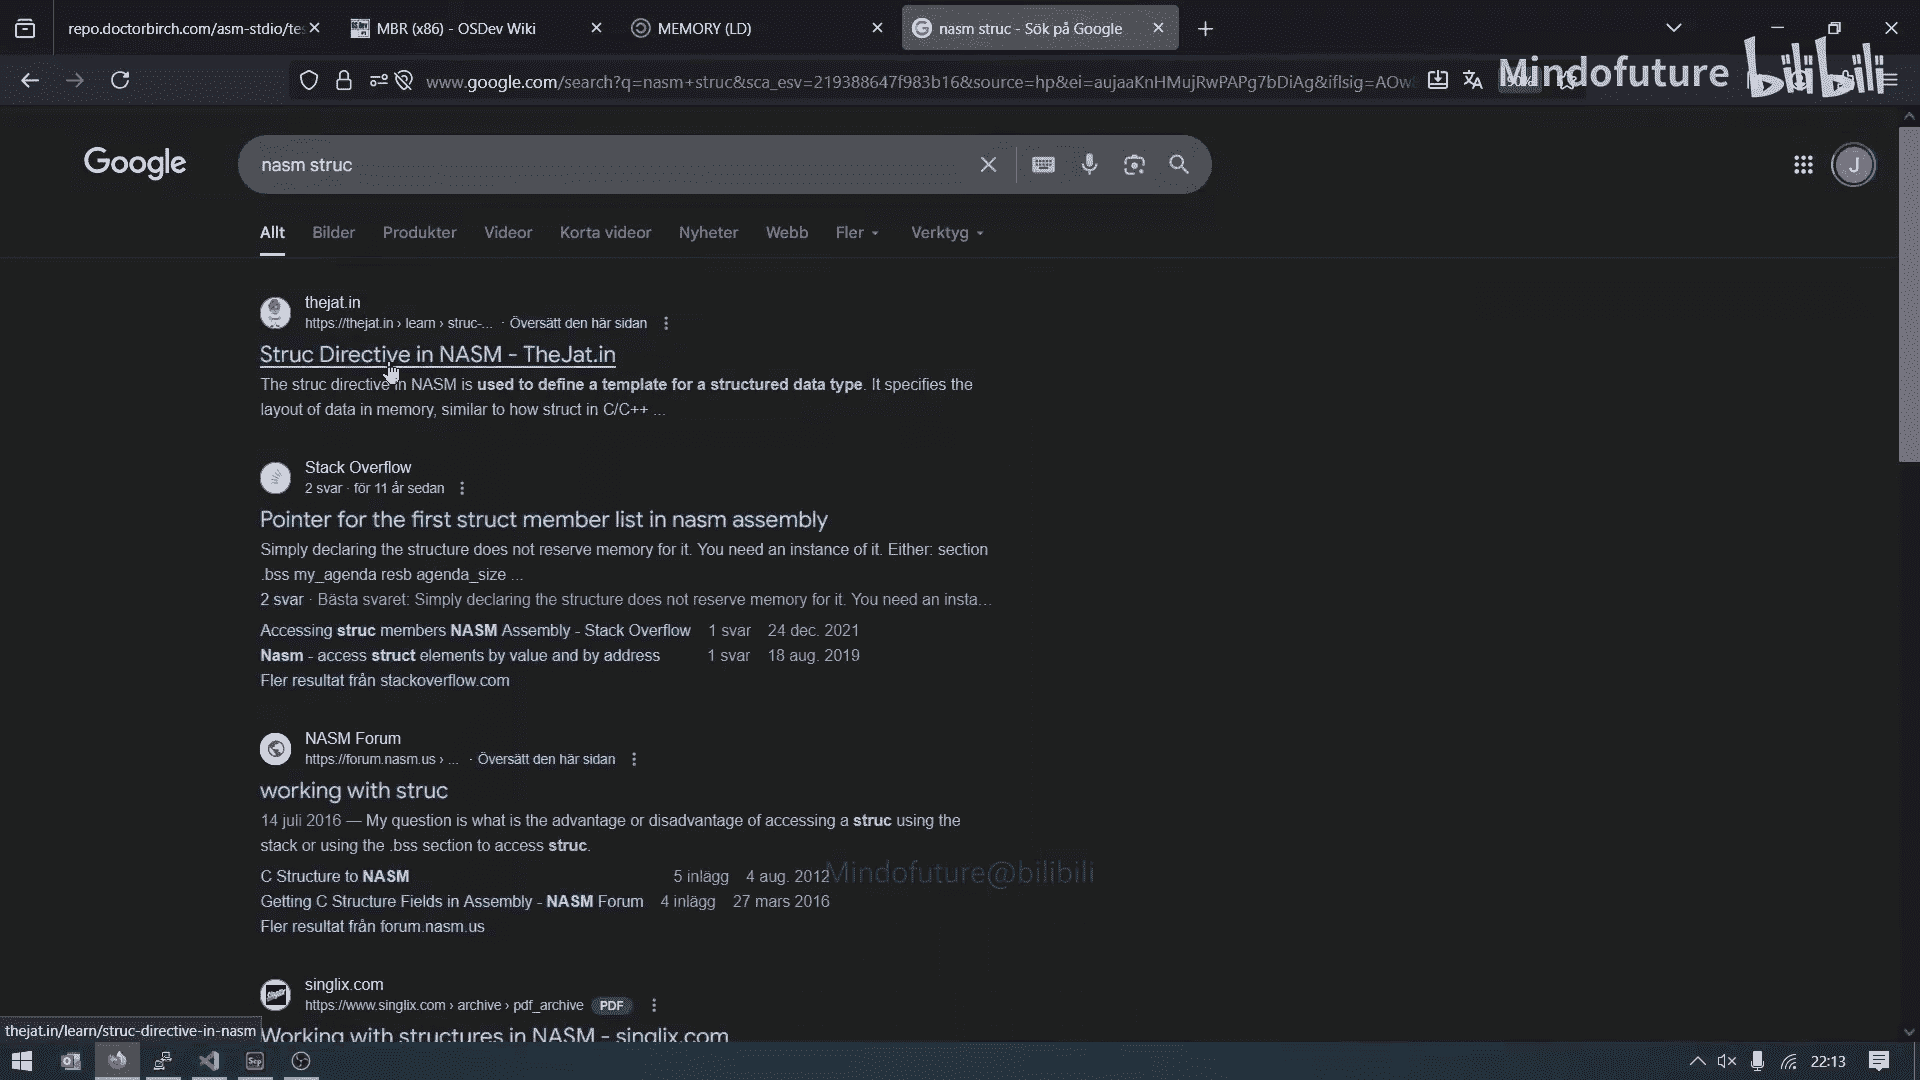 repo.doctorbirch.com/asm-stdio/tes
MBR (x86) - OSDev Wiki
MEMORY (LD)
nasm struc - Sök på Google
www.google.com/search?q=nasm+struc&sca_esv=219388647f983b16&source=hp&ei=aujaaKnHMujRwPAPg7bDiAg&iflsig=AOw
Mindofuture bilibili
Google
nasm struc
J
Allt
Bilder
Produkter
Videor
Korta videor
Nyheter
Webb
Fler
Verktyg
thejat.in
https://thejat.in › learn › struc-... · Översätt den här sidan
Struc Directive in NASM - TheJat.in
The struc directive in NASM is used to define a template for a structured data type. It specifies the
layout of data in memory, similar to how struct in C/C++ ...
Stack Overflow
2 svar · för 11 år sedan
Pointer for the first struct member list in nasm assembly
Simply declaring the structure does not reserve memory for it. You need an instance of it. Either: section
.bss my_agenda resb agenda_size ...
2 svar · Bästa svaret: Simply declaring the structure does not reserve memory for it. You need an insta...
Accessing struc members NASM Assembly - Stack Overflow 1 svar 24 dec. 2021
Nasm - access struct elements by value and by address 1 svar 18 aug. 2019
Fler resultat från stackoverflow.com
NASM Forum
https://forum.nasm.us › ... · Översätt den här sidan
working with struc
14 juli 2016 — My question is what is the advantage or disadvantage of accessing a struc using the
stack or using the .bss section to access struc.
Mindofuture@bilibili
C Structure to NASM 5 inlägg 4 aug. 2012
Getting C Structure Fields in Assembly - NASM Forum 4 inlägg 27 mars 2016
Fler resultat från forum.nasm.us
singlix.com
https://www.singlix.com › archive › pdf_archive PDF
Working with structures in NASM - singlix.com
thejat.in/learn/struc-directive-in-nasm
22:13